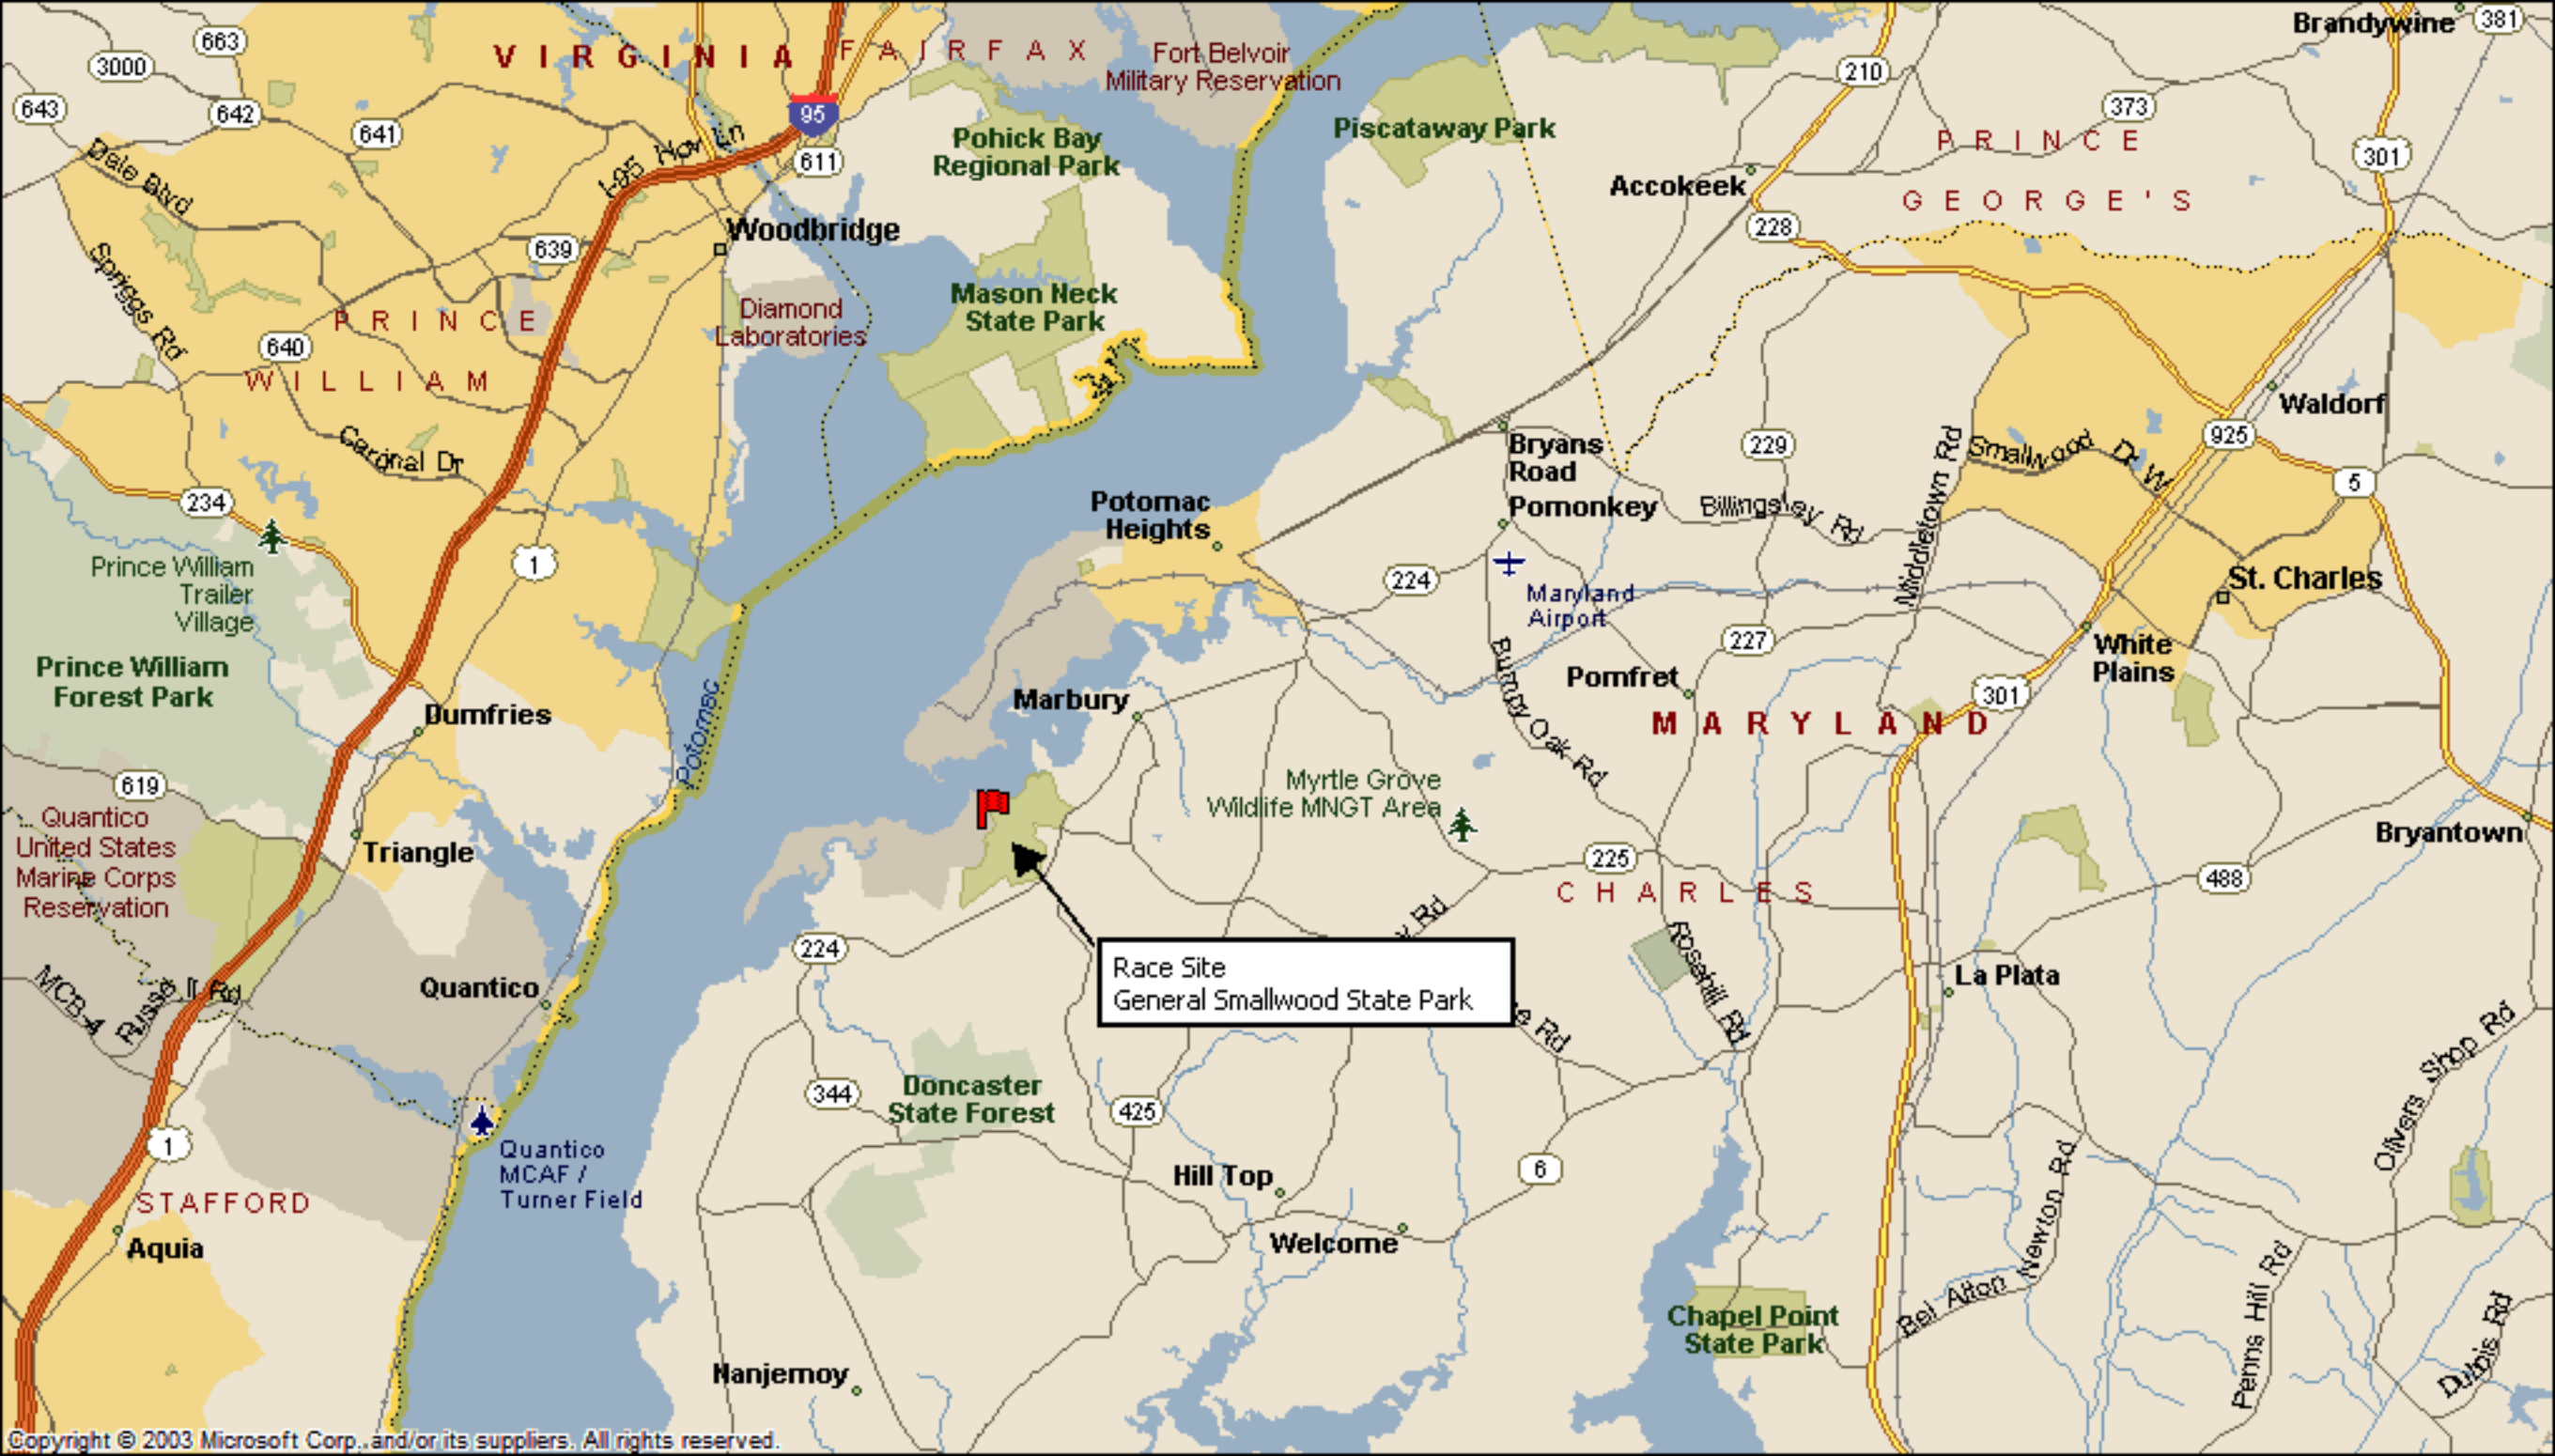 VIRGINIA
FAIRFAX
Fort Belvoir
Military Reservation
Brandywine
381
663
3000
643
642
641
95
I-95 Hov Ln
611
210
373
301
PRINCE
GEORGE'S
Dale Blvd
Pohick Bay
Regional Park
Piscataway Park
Accokeek
228
Woodbridge
639
Spriggs Rd
PRINCE
WILLIAM
640
Diamond
Laboratories
Mason Neck
State Park
Cardinal Dr
234
Waldorf
925
5
Smallwood Dr W
Middletown Rd
229
Bryans
Road
Pomonkey
Billingsley Rd
Potomac
Heights
1
224
Maryland
Airport
St. Charles
White
Plains
Prince William
Trailer
Village
Prince William
Forest Park
Dumfries
Potomac
Marbury
Bumpy Oak Rd
Pomfret
227
301
MARYLAND
619
Quantico
United States
Marine Corps
Reservation
Triangle
Myrtle Grove
Wildlife MNGT Area
225
CHARLES
488
Bryantown
MCB-4
Russell Rd
Quantico
224
Race Site
General Smallwood State Park
y Rd
e Rd
Rosehill Rd
La Plata
Olivers Shop Rd
1
Quantico
MCAF /
Turner Field
344
Doncaster
State Forest
425
Hill Top
6
Welcome
STAFFORD
Aquia
Nanjemoy
Chapel Point
State Park
Bel Alton Newton Rd
Penns Hill Rd
Dubois Rd
Copyright © 2003 Microsoft Corp. and/or its suppliers. All rights reserved.